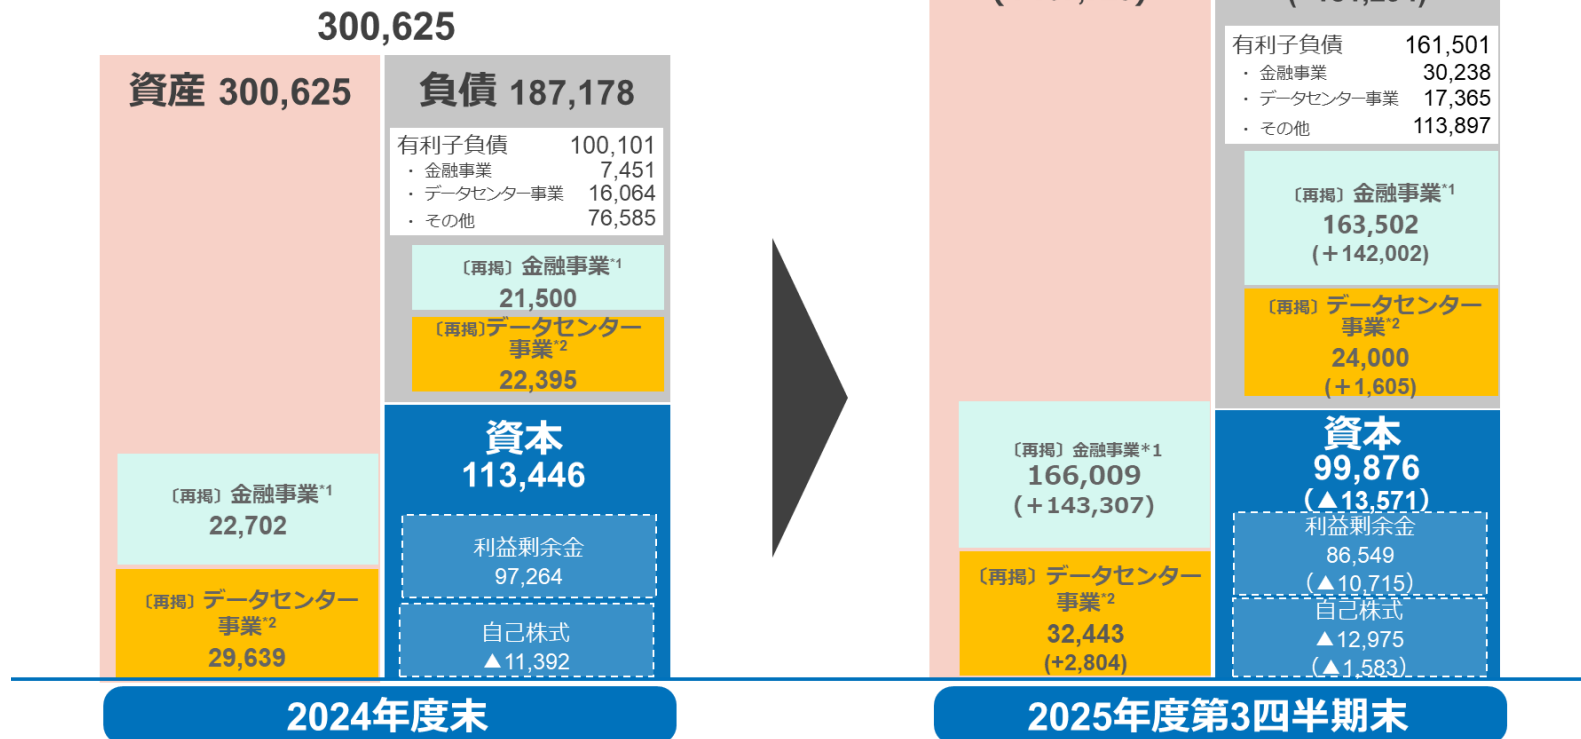 300,625
資産 300,625
負債 187,178
有利子負債 100,101
・ 金融事業 7,451
・ データセンター事業 16,064
・ その他 76,585
〔再掲〕金融事業*1
21,500
〔再掲〕データセンター
事業*2
22,395
〔再掲〕金融事業*1
22,702
〔再掲〕データセンター
事業*2
29,639
資本
113,446
利益剰余金
97,264
自己株式
▲11,392
2024年度末
有利子負債 161,501
・ 金融事業 30,238
・ データセンター事業 17,365
・ その他 113,897
〔再掲〕金融事業*1
163,502
(+142,002)
〔再掲〕データセンター
事業*2
24,000
(+1,605)
〔再掲〕金融事業*1
166,009
(+143,307)
〔再掲〕データセンター
事業*2
32,443
(+2,804)
資本
99,876
(▲13,571)
利益剰余金
86,549
(▲10,715)
自己株式
▲12,975
(▲1,583)
2025年度第3四半期末